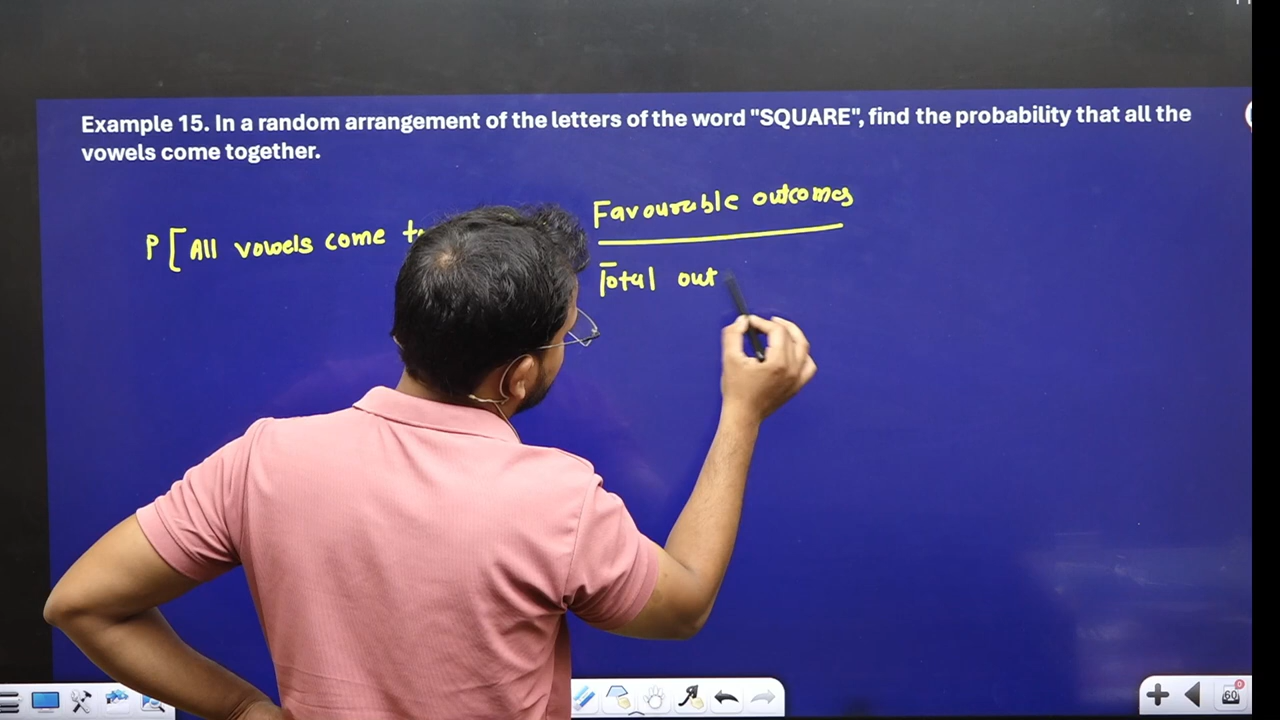 Example 15. In a random arrangement of the letters of the word "SQUARE", find the probability that all the
vowels come together.
Favourable outcomes
P [All vowels come
Total out
60